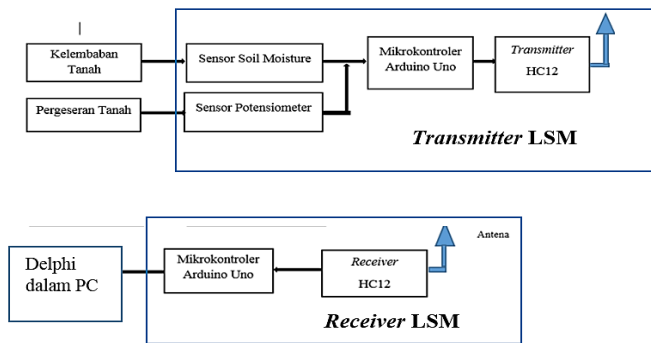 Kelembaban
Tanah
Sensor Soil Moisture
Mikrokontroler
Arduino Uno
Transmitter
HC12
Pergeseran Tanah
Sensor Potensiometer
Transmitter LSM
Delphi
dalam PC
Mikrokontroler
Arduino Uno
Receiver
HC12
Antena
Receiver LSM